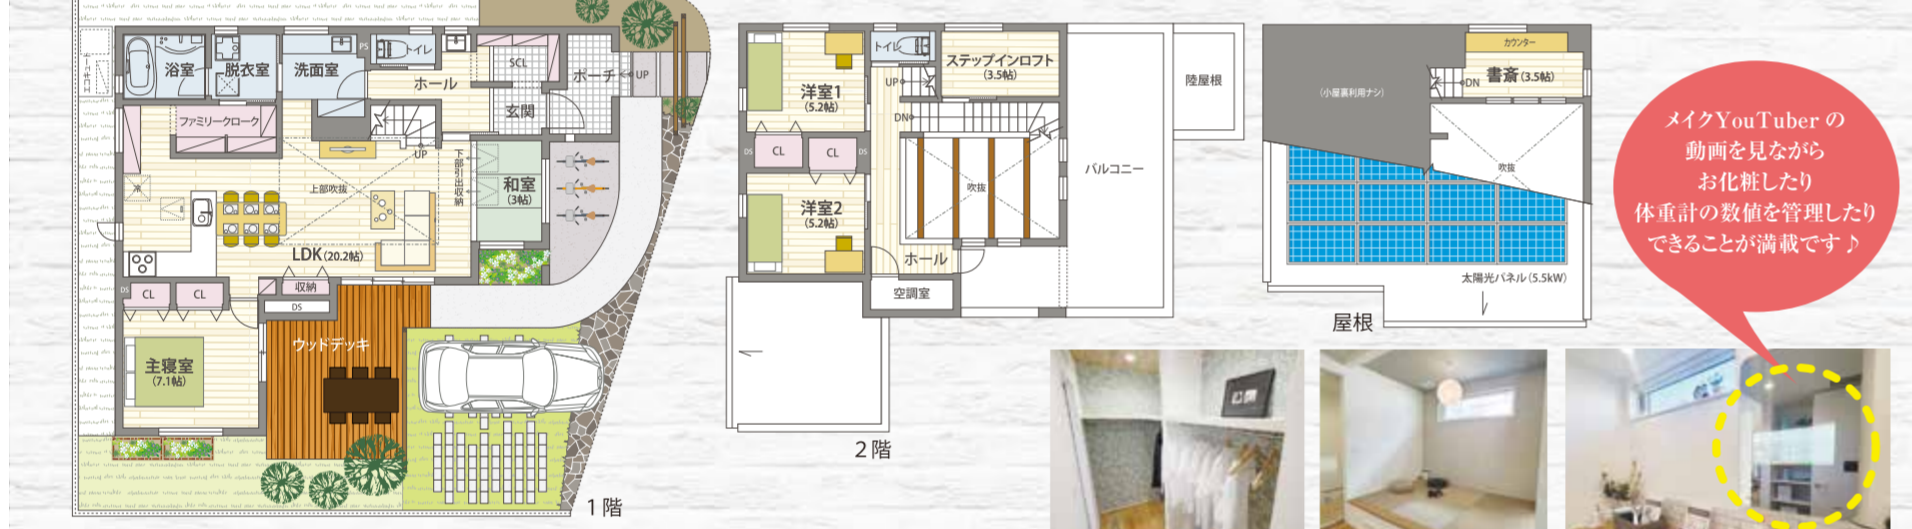 エコキュート
浴室
脱衣室
洗面室
PS
トイレ
ホール
SCL
玄関
ポーチ
UP
ファミリークローク
UP
下部引出収納
和室
(3帖)
冷
上部吹抜
LDK(20.2帖)
DS
CL
CL
収納
DS
主寝室
(7.1帖)
ウッドデッキ
1階
洋室1
(5.2帖)
トイレ
UP
ステップインロフト
(3.5帖)
DN
DS
CL
CL
DS
洋室2
(5.2帖)
吹抜
ホール
空調室
陸屋根
バルコニー
2階
カウンター
書斎(3.5帖)
DN
(小屋裏利用ナシ)
吹抜
太陽光パネル(5.5kW)
屋根
メイクYouTuberの
動画を見ながら
お化粧したり
体重計の数値を管理したり
できることが満載です♪